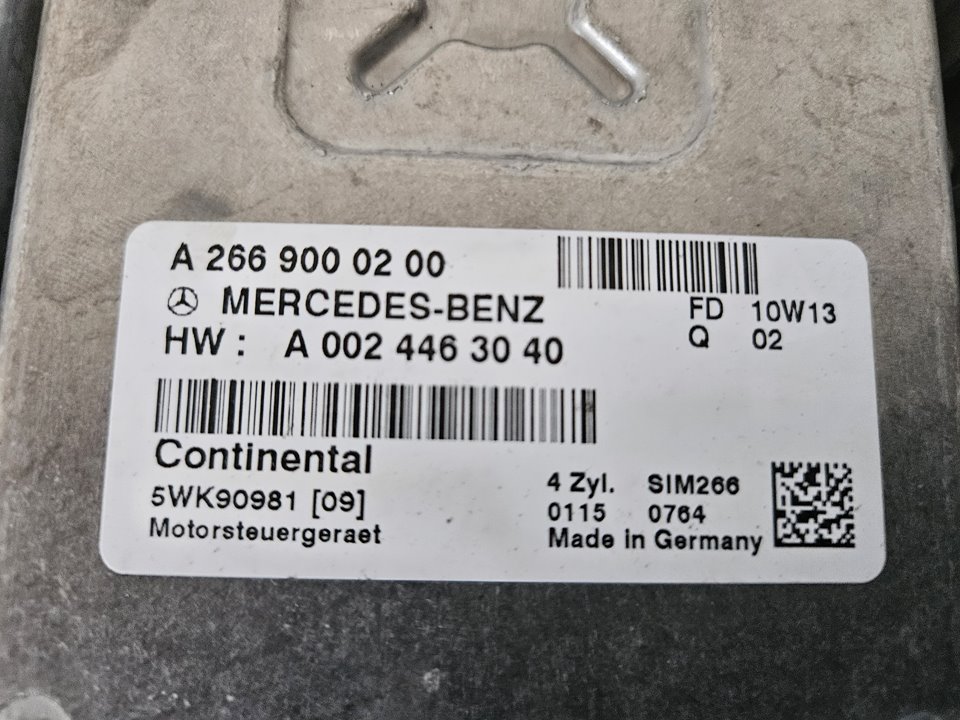 A 266 900 02 00
MERCEDES-BENZ
HW : A 002 446 30 40
FD 10W13
Q 02
Continental
5WK90981 [09]
Motorsteuergeraet
4 Zyl. SIM266
0115 0764
Made in Germany